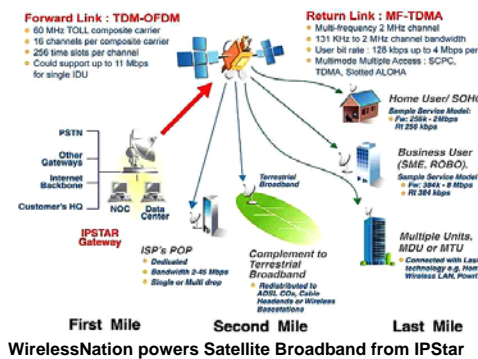 Forward Link : TDM-OFDM
60 MHz TOLL composite carrier
16 channels per composite carrier
256 time slots per channel
Could support up to 11 Mbps
for single IDU
Return Link : MF-TDMA
Multi-frequency 2 MHz channel
131 KHz to 2 MHz channel bandwidth
User bit rate : 128 kbps up to 4 Mbps per
Multimode Multiple Access : SCPC,
TDMA, Slotted ALOHA
Home User/ SOHO
Sample Service Model:
Fw: 256k - 2Mbps
Rt 256 kbps
PSTN
Other
Gateways
Internet
Backbone
Customer's HQ
NOC
Data
Center
IPSTAR
Gateway
Terrestrial
Broadband
Business User
(SME, ROBO).
Sample Service Model:
Fw: 384k - 8 Mbps
Rt 384 kbps
ISP's POP
Dedicated
Bandwidth 2-45 Mbps
Single or Multi drop
Complement to
Terrestrial
Broadband
Redistributed to
ADSL COs, Cable
Headends or Wireless
Basestations
Multiple Units,
MDU or MTU
Connected with Las
technology e.g. Hom
Wireless LAN, Powrli
First Mile
Second Mile
Last Mile
WirelessNation powers Satellite Broadband from IPStar